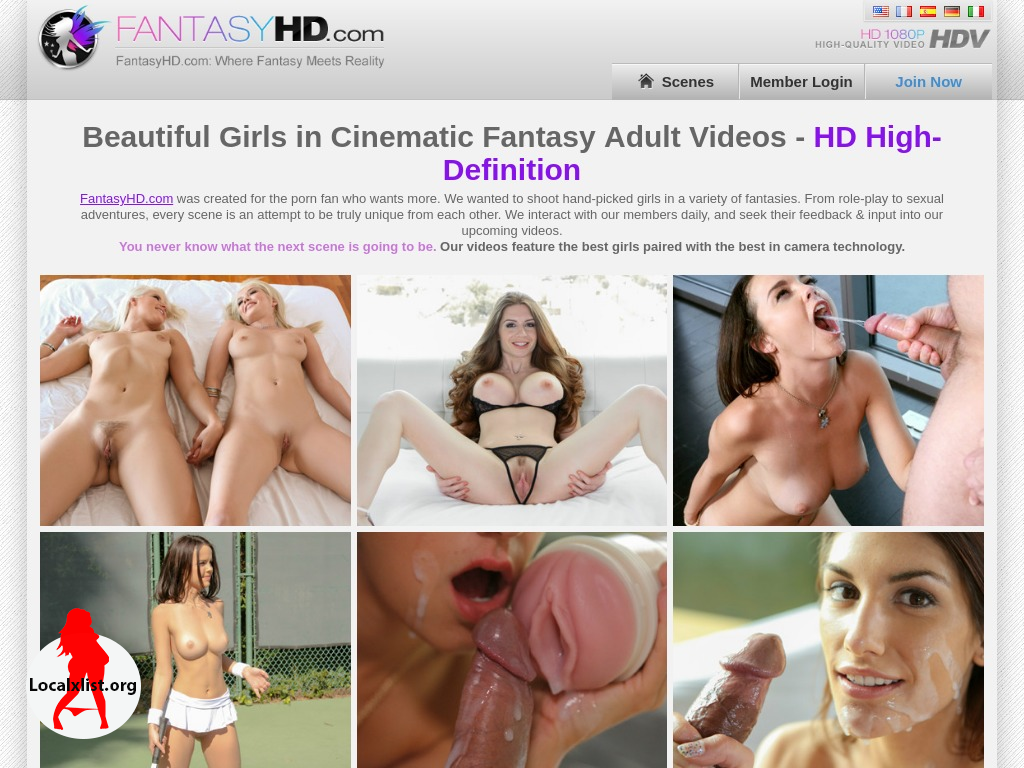 FANTASYHD.com
FantasyHD.com: Where Fantasy Meets Reality
HD 1080P
HIGH-QUALITY VIDEO HDV
Scenes
Member Login
Join Now
Beautiful Girls in Cinematic Fantasy Adult Videos - HD High-
Definition
FantasyHD.com was created for the porn fan who wants more. We wanted to shoot hand-picked girls in a variety of fantasies. From role-play to sexual
adventures, every scene is an attempt to be truly unique from each other. We interact with our members daily, and seek their feedback & input into our
upcoming videos.
You never know what the next scene is going to be. Our videos feature the best girls paired with the best in camera technology.
Localxlist.org